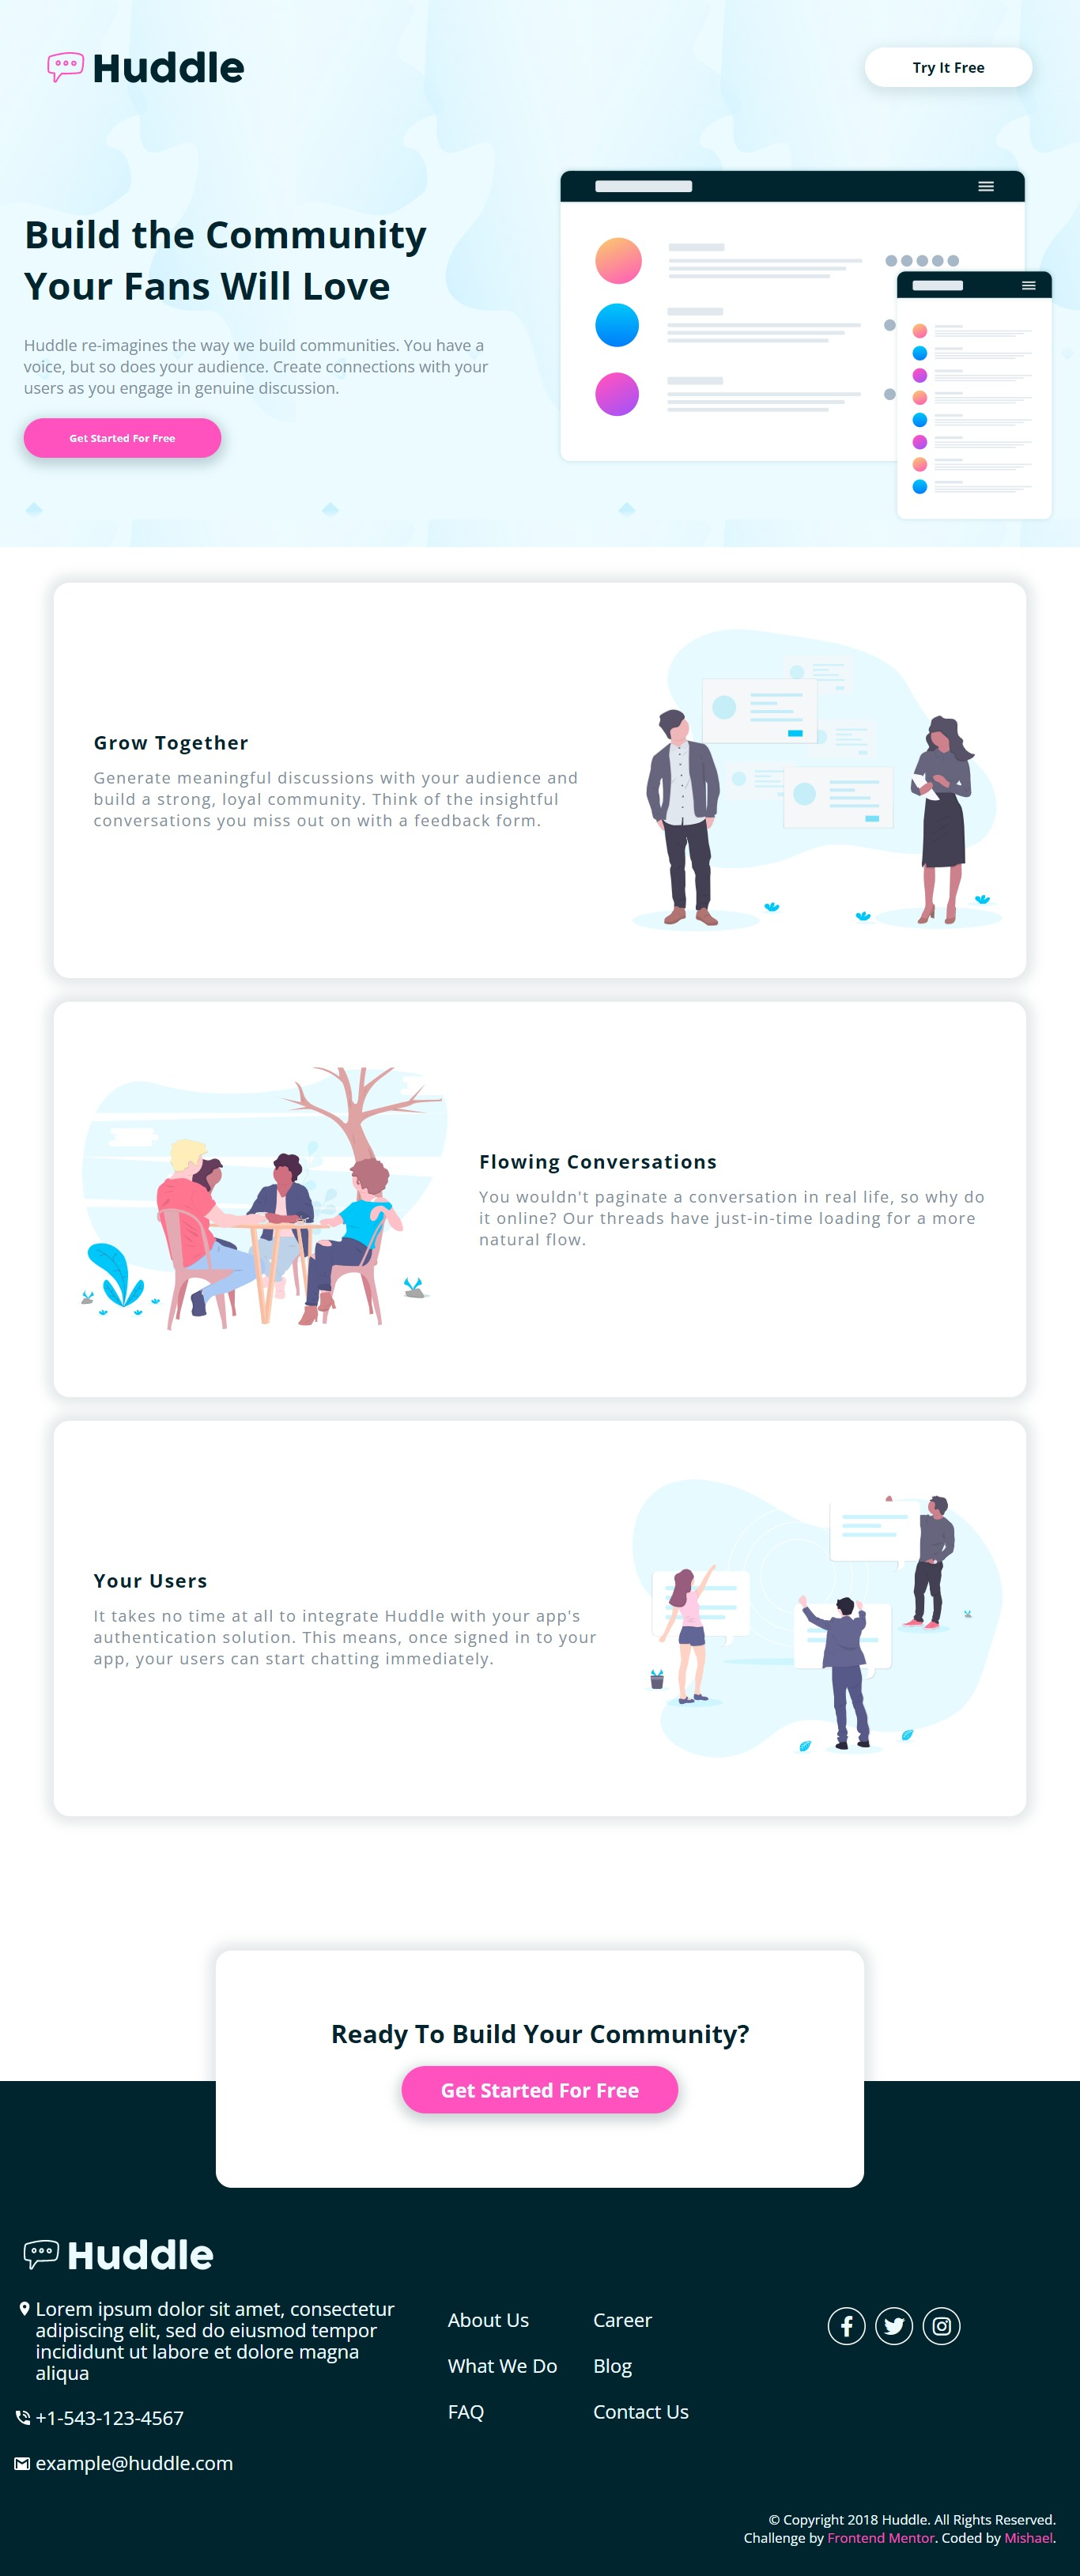 Huddle
Try It Free
Build the Community
Your Fans Will Love
Huddle re-imagines the way we build communities. You have a
voice, but so does your audience. Create connections with your
users as you engage in genuine discussion.
Get Started For Free
Grow Together
Generate meaningful discussions with your audience and
build a strong, loyal community. Think of the insightful
conversations you miss out on with a feedback form.
Flowing Conversations
You wouldn't paginate a conversation in real life, so why do
it online? Our threads have just-in-time loading for a more
natural flow.
Your Users
It takes no time at all to integrate Huddle with your app's
authentication solution. This means, once signed in to your
app, your users can start chatting immediately.
Ready To Build Your Community?
Get Started For Free
Huddle
Lorem ipsum dolor sit amet, consectetur
adipiscing elit, sed do eiusmod tempor
incididunt ut labore et dolore magna
aliqua
+1-543-123-4567
example@huddle.com
About Us
What We Do
FAQ
Career
Blog
Contact Us
© Copyright 2018 Huddle. All Rights Reserved.
Challenge by Frontend Mentor. Coded by Mishael.